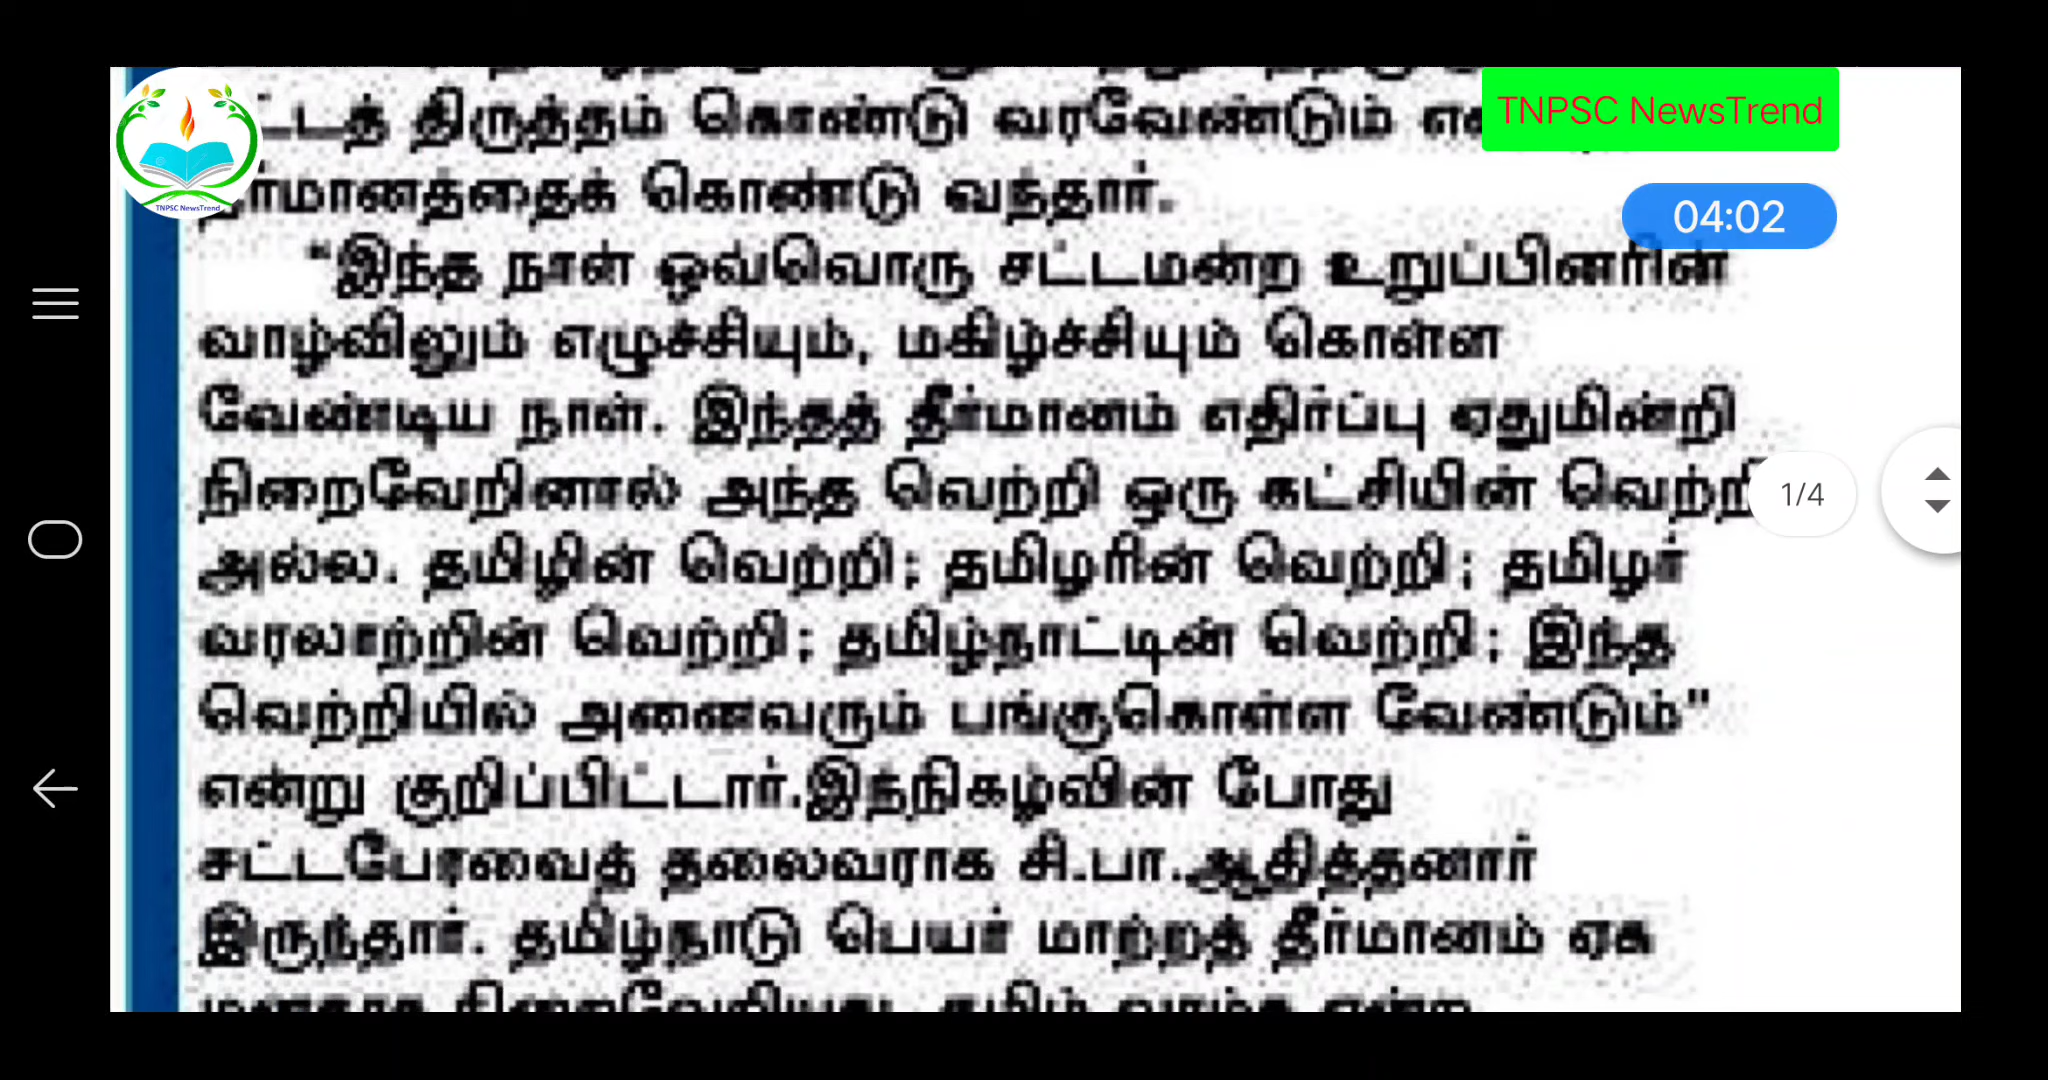 திருத்தம் கொண்டு வரவேண்டும்
TNPSC NewsTrend
தீர்மானத்தைக் கொண்டு வந்தார்.
TNPSC NewsTrend
04:02
“இந்த நாள் ஒவ்வொரு சட்டமன்ற உறுப்பினரின்
வாழ்விலும் எழுச்சியும், மகிழ்ச்சியும் கொள்ள
வேண்டிய நாள். இந்தத் தீர்மானம் எதிர்ப்பு ஏதுமின்றி
நிறைவேறினால் அந்த வெற்றி ஒரு கட்சியின் வெற்றி
1/4
அல்ல. தமிழின் வெற்றி; தமிழரின் வெற்றி; தமிழர்
வரலாற்றின் வெற்றி; தமிழ்நாட்டின் வெற்றி; இந்த
வெற்றியில் அனைவரும் பங்குகொள்ள வேண்டும்”
என்று குறிப்பிட்டார்.இந்நிகழ்வின் போது
சட்டபேரவைத் தலைவராக சி.பா.ஆதித்தனார்
இருந்தார். தமிழ்நாடு பெயர் மாற்றத் தீர்மானம் ஏக